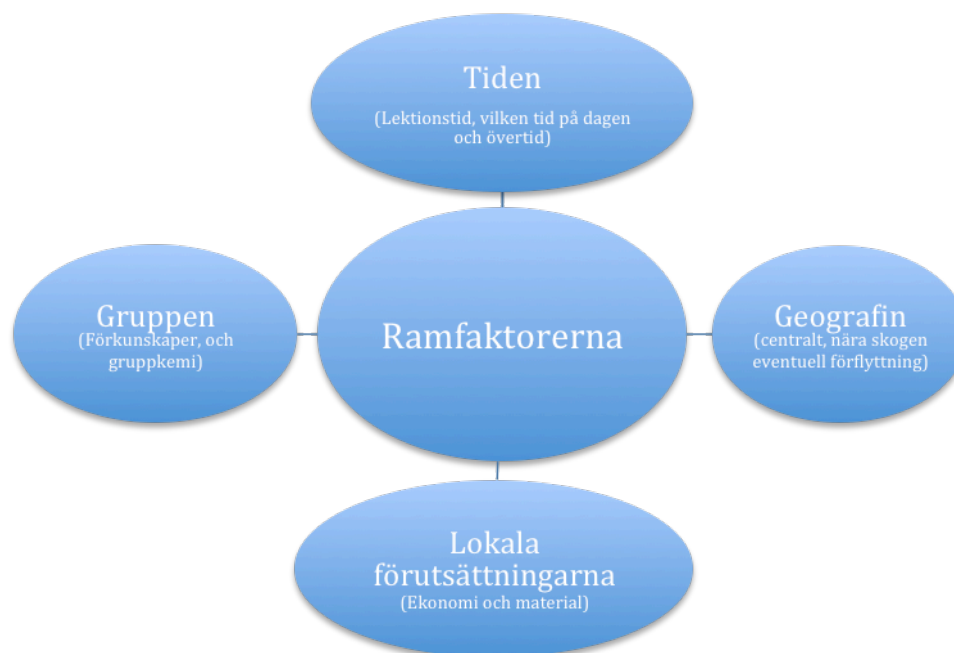 Tiden
(Lektionstid, vilken tid på dagen
och övertid)
Gruppen
(Förkunskaper, och
gruppkemi)
Ramfaktorerna
Geografin
(centralt, nära skogen
eventuell förflyttning)
Lokala
förutsättningarna
(Ekonomi och material)